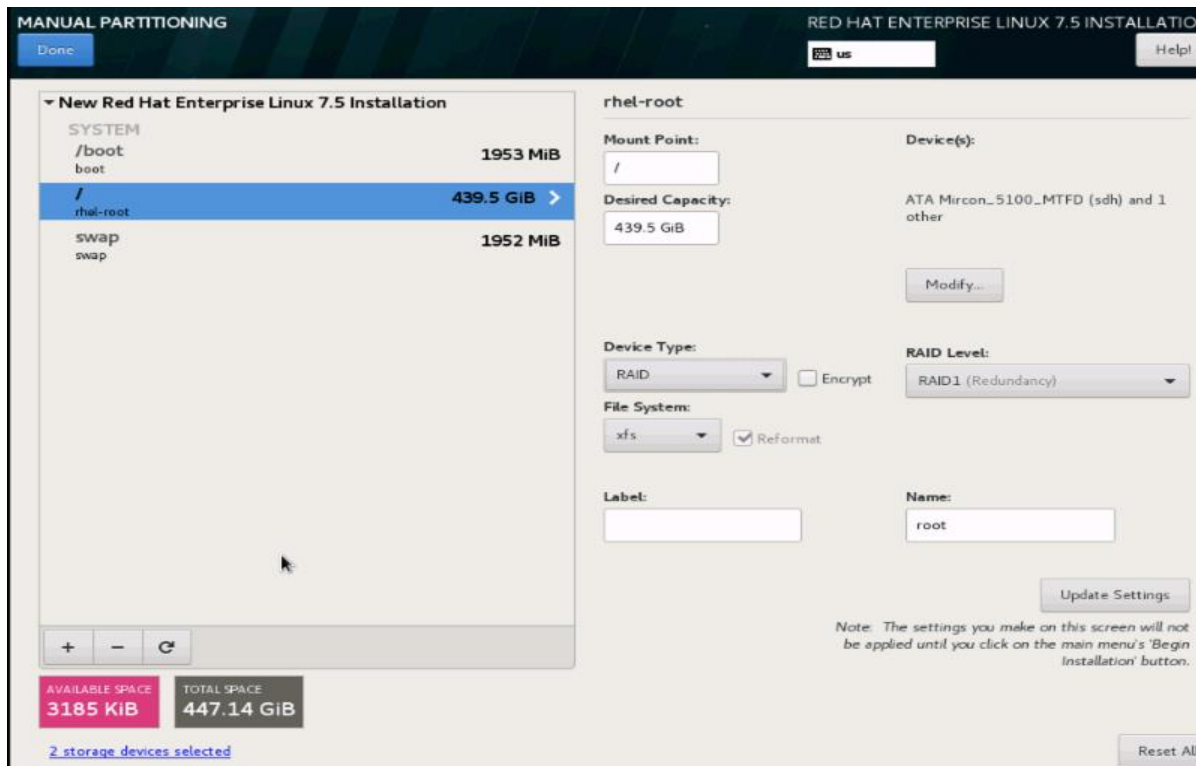 MANUAL PARTITIONING
RED HAT ENTERPRISE LINUX 7.5 INSTALLATIO
Done
us
Help!
New Red Hat Enterprise Linux 7.5 Installation
SYSTEM
/boot
1953 MiB
boot
/
439.5 GiB
rhel-root
swap
1952 MiB
swap
+ −
AVAILABLE SPACE
3185 KiB
TOTAL SPACE
447.14 GiB
2 storage devices selected
rhel-root
Mount Point:
/
Desired Capacity:
439.5 GiB
Device(s):
ATA Mircon_5100_MTFD (sdh) and 1
other
Modify...
Device Type:
RAID
Encrypt
RAID Level:
RAID1 (Redundancy)
File System:
xfs
Reformat
Label:
Name:
root
Update Settings
Note: The settings you make on this screen will not
be applied until you click on the main menu's 'Begin
Installation' button.
Reset All